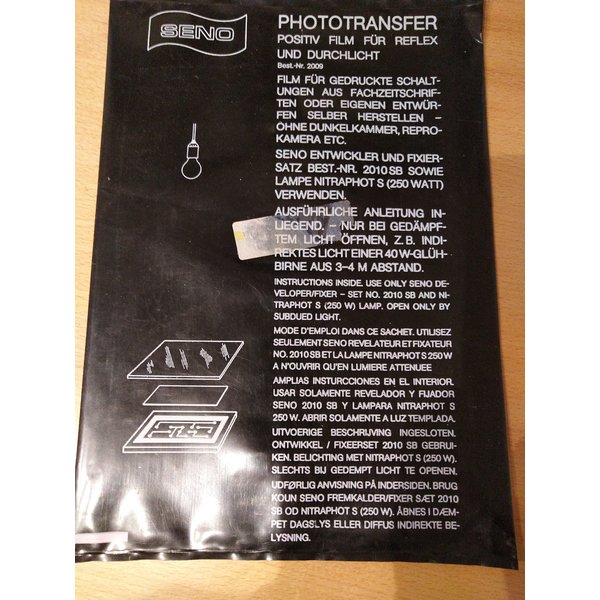 SENO
PHOTOTRANSFER
POSITIV FILM FÜR REFLEX
UND DURCHLICHT
Best.-Nr. 2009
FILM FÜR GEDRUCKTE SCHALT-
UNGEN AUS FACHZEITSCHRIF-
TEN ODER EIGENEN ENTWÜR-
FEN SELBER HERSTELLEN –
OHNE DUNKELKAMMER, REPRO-
KAMERA ETC.
SENO ENTWICKLER UND FIXIER-
SATZ BEST.-NR. 2010 SB SOWIE
LAMPE NITRAPHOT S (250 WATT)
VERWENDEN.
AUSFÜHRLICHE ANLEITUNG IN-
LIEGEND. – NUR BEI GEDÄMPF-
TEM LICHT ÖFFNEN, Z.B. INDI-
REKTES LICHT EINER 40 W-GLÜH-
BIRNE AUS 3–4 M ABSTAND.
INSTRUCTIONS INSIDE. USE ONLY SENO DE-
VELOPER/FIXER – SET NO. 2010 SB AND NI-
TRAPHOT S (250 W) LAMP. OPEN ONLY BY
SUBDUED LIGHT.
MODE D'EMPLOI DANS CE SACHET. UTILISEZ
SEULEMENT SENO REVELATEUR ET FIXATEUR
NO. 2010 SB ET LA LAMPE NITRAPHOT S 250 W
A N'OUVRIR QU'EN LUMIERE ATTENUEE
AMPLIAS INSTURCCIONES EN EL INTERIOR.
USAR SOLAMENTE REVELADOR Y FIJADOR
SENO 2010 SB Y LAMPARA NITRAPHOT S
250 W. ABRIR SOLAMENTE A LUZ TEMPLADA.
UITVOERIGE BESCHRIJVING INGESLOTEN.
ONTWIKKEL / FIXEERSET 2010 SB GEBRUI-
KEN. BELICHTING MET NITRAPHOT S (250 W).
SLECHTS BIJ GEDEMPT LICHT TE OPENEN.
UDFØRLIG ANVISNING PÅ INDERSIDEN. BRUG
KOUN SENO FREMKALDER/FIXER SÆT 2010
SB OD NITRAPHOT S (250 W). ÅBNES I DÆM-
PET DAGSLYS ELLER DIFFUS INDIREKTE BE-
LYSNING.